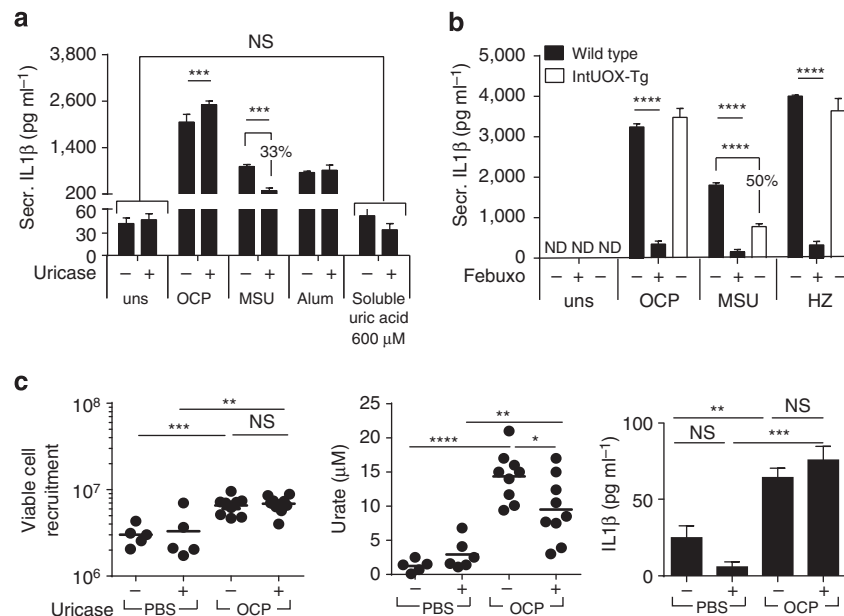 a
NS
3,800
2,600
1,400
200
60
30
0
Secr. IL1β (pg ml⁻¹)
***
***
33%
Uricase − + − + − + − + − +
uns OCP MSU Alum Soluble
uric acid
600 μM
b
Wild type
IntUOX-Tg
5,000
4,000
3,000
2,000
1,000
0
Secr. IL1β (pg ml⁻¹)
****
****
****
****
50%
ND ND ND
Febuxo − + − − + − − + − − + −
uns OCP MSU HZ
c
10⁸
10⁷
10⁶
Viable cell
recruitment
**
***
NS
− + − +
Uricase PBS OCP
25
20
15
10
5
0
Urate (μM)
**
****
*
− + − +
PBS OCP
100
50
0
IL1β (pg ml⁻¹)
**
NS
NS
***
− + − +
PBS OCP